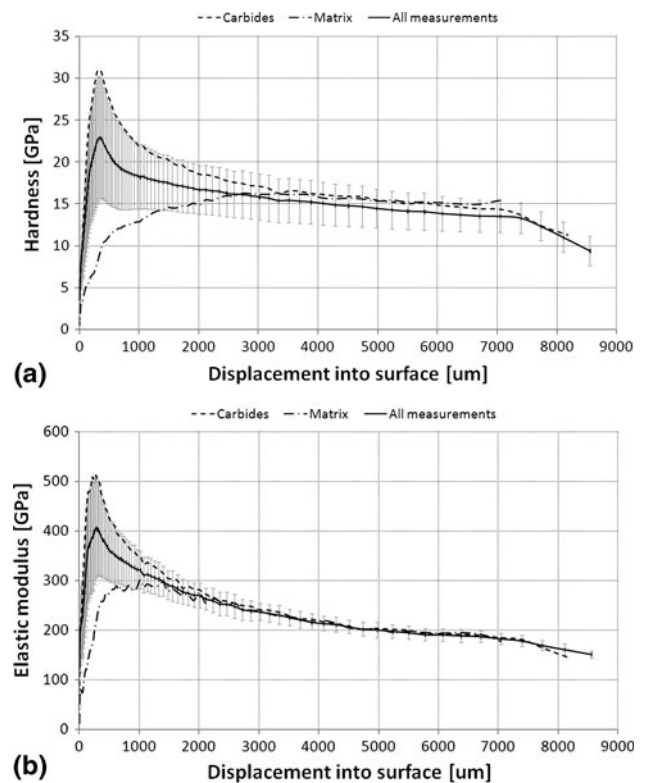 Carbides Matrix All measurements
35
30
25
20
15
10
5
0
Hardness [GPa]
0 1000 2000 3000 4000 5000 6000 7000 8000 9000
(a) Displacement into surface [um]
Carbides Matrix All measurements
600
500
400
300
200
100
0
Elastic modulus [GPa]
0 1000 2000 3000 4000 5000 6000 7000 8000 9000
(b) Displacement into surface [um]